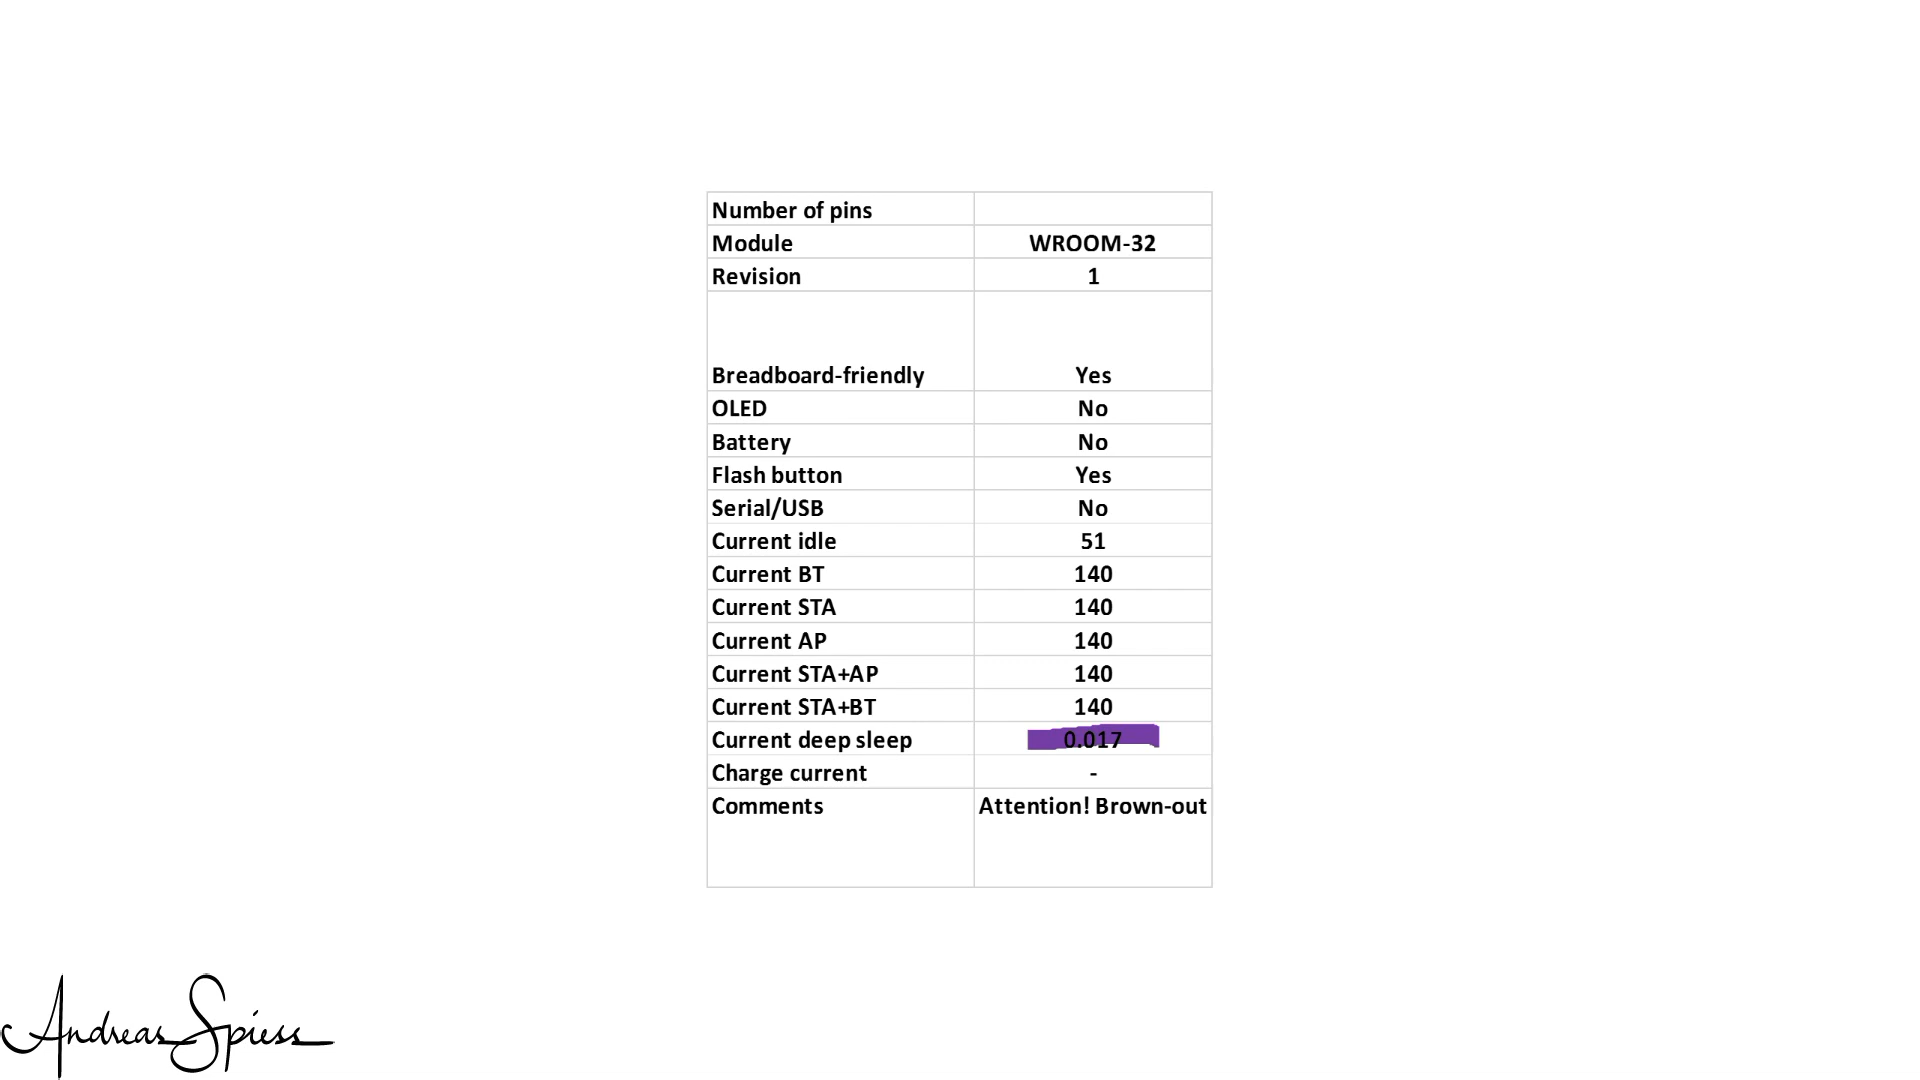 Number of pins
Module WROOM-32
Revision 1
Breadboard-friendly Yes
OLED No
Battery No
Flash button Yes
Serial/USB No
Current idle 51
Current BT 140
Current STA 140
Current AP 140
Current STA+AP 140
Current STA+BT 140
Current deep sleep 0.017
Charge current -
Comments Attention! Brown-out
Andreas Spiess